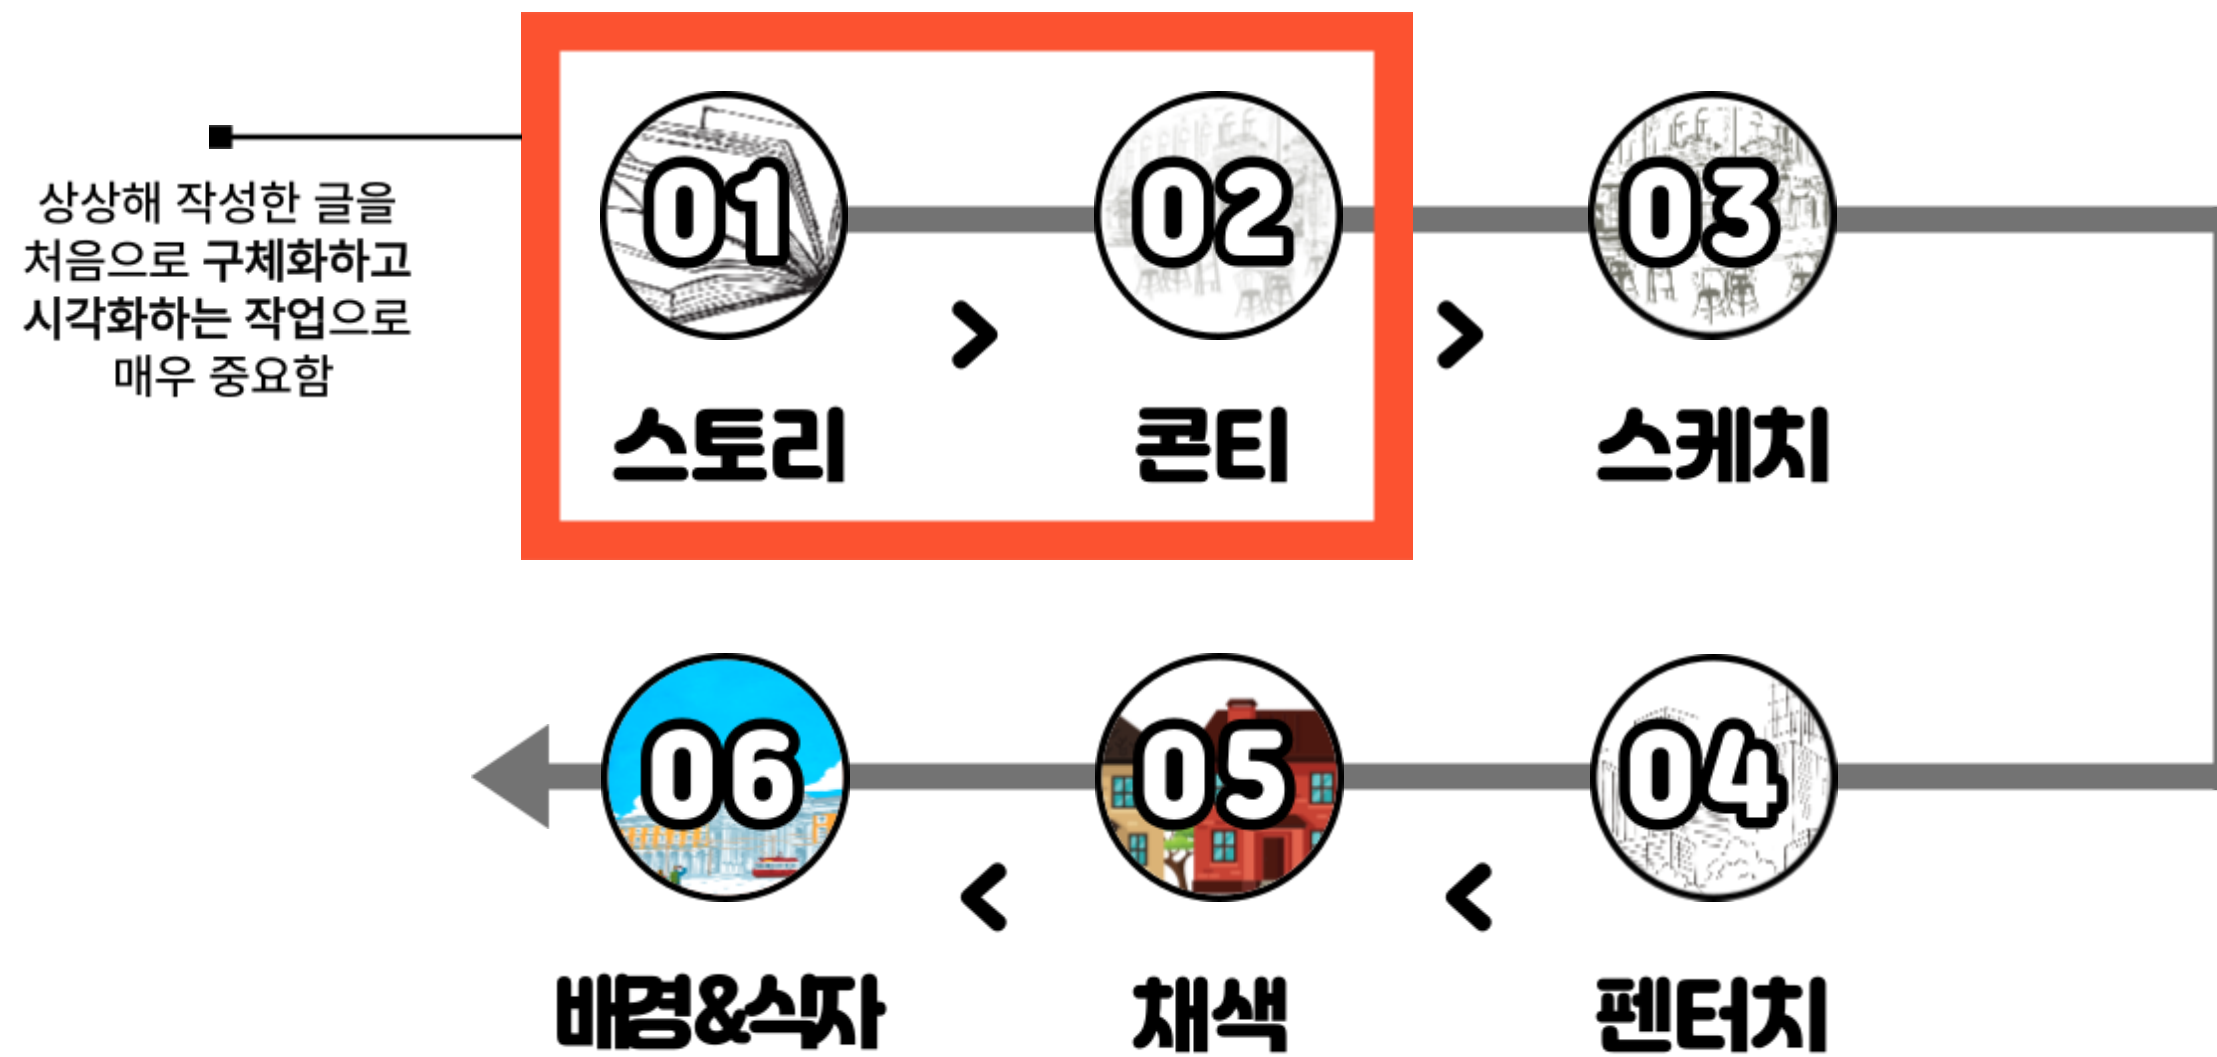 상상해 작성한 글을
처음으로 구체화하고
시각화하는 작업으로
매우 중요함
01
02
03
>
>
스토리
콘티
스케치
06
05
04
<
<
배경&식자
채색
펜터치